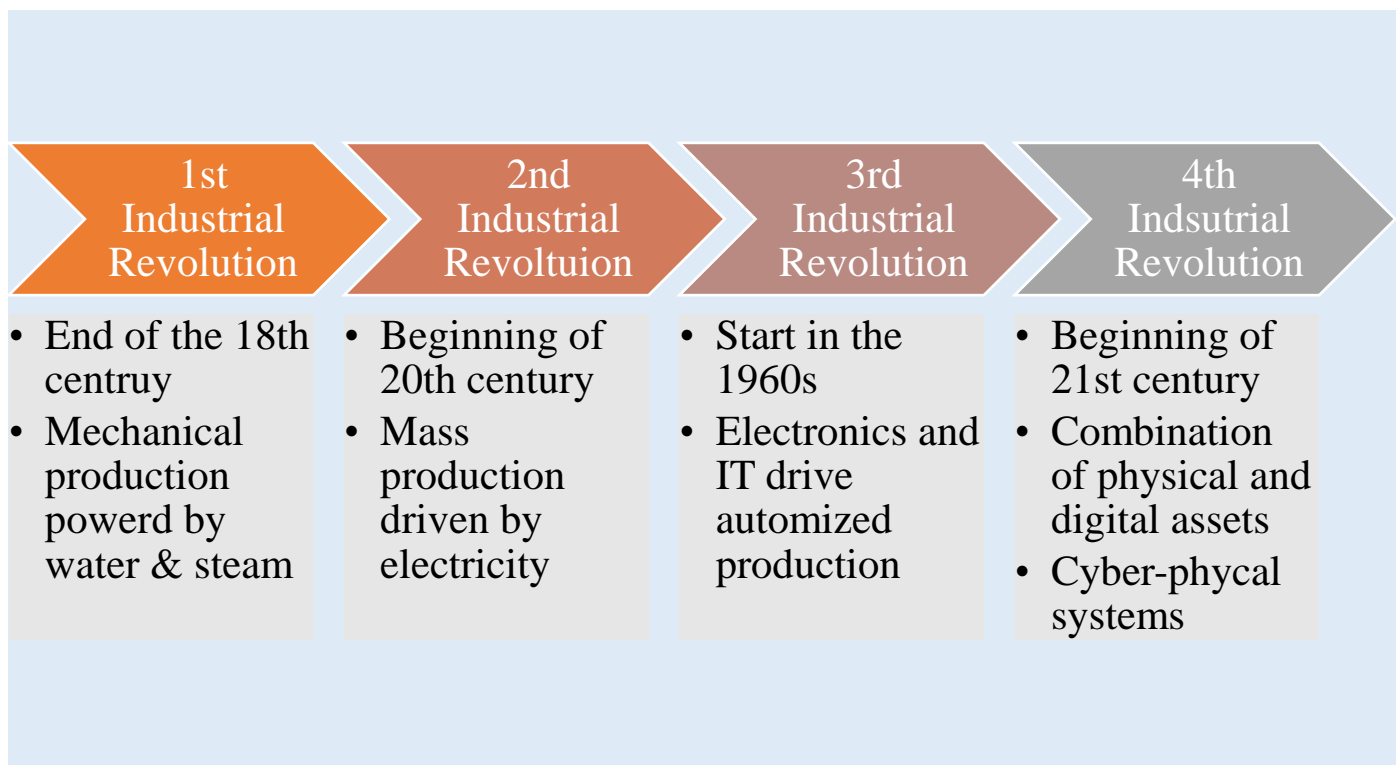 1st
Industrial
Revolution
• End of the 18th
centruy
• Mechanical
production
powerd by
water & steam
2nd
Industrial
Revoltuion
• Beginning of
20th century
• Mass
production
driven by
electricity
3rd
Industrial
Revolution
• Start in the
1960s
• Electronics and
IT drive
automized
production
4th
Indsutrial
Revolution
• Beginning of
21st century
• Combination
of physical and
digital assets
• Cyber-phycal
systems